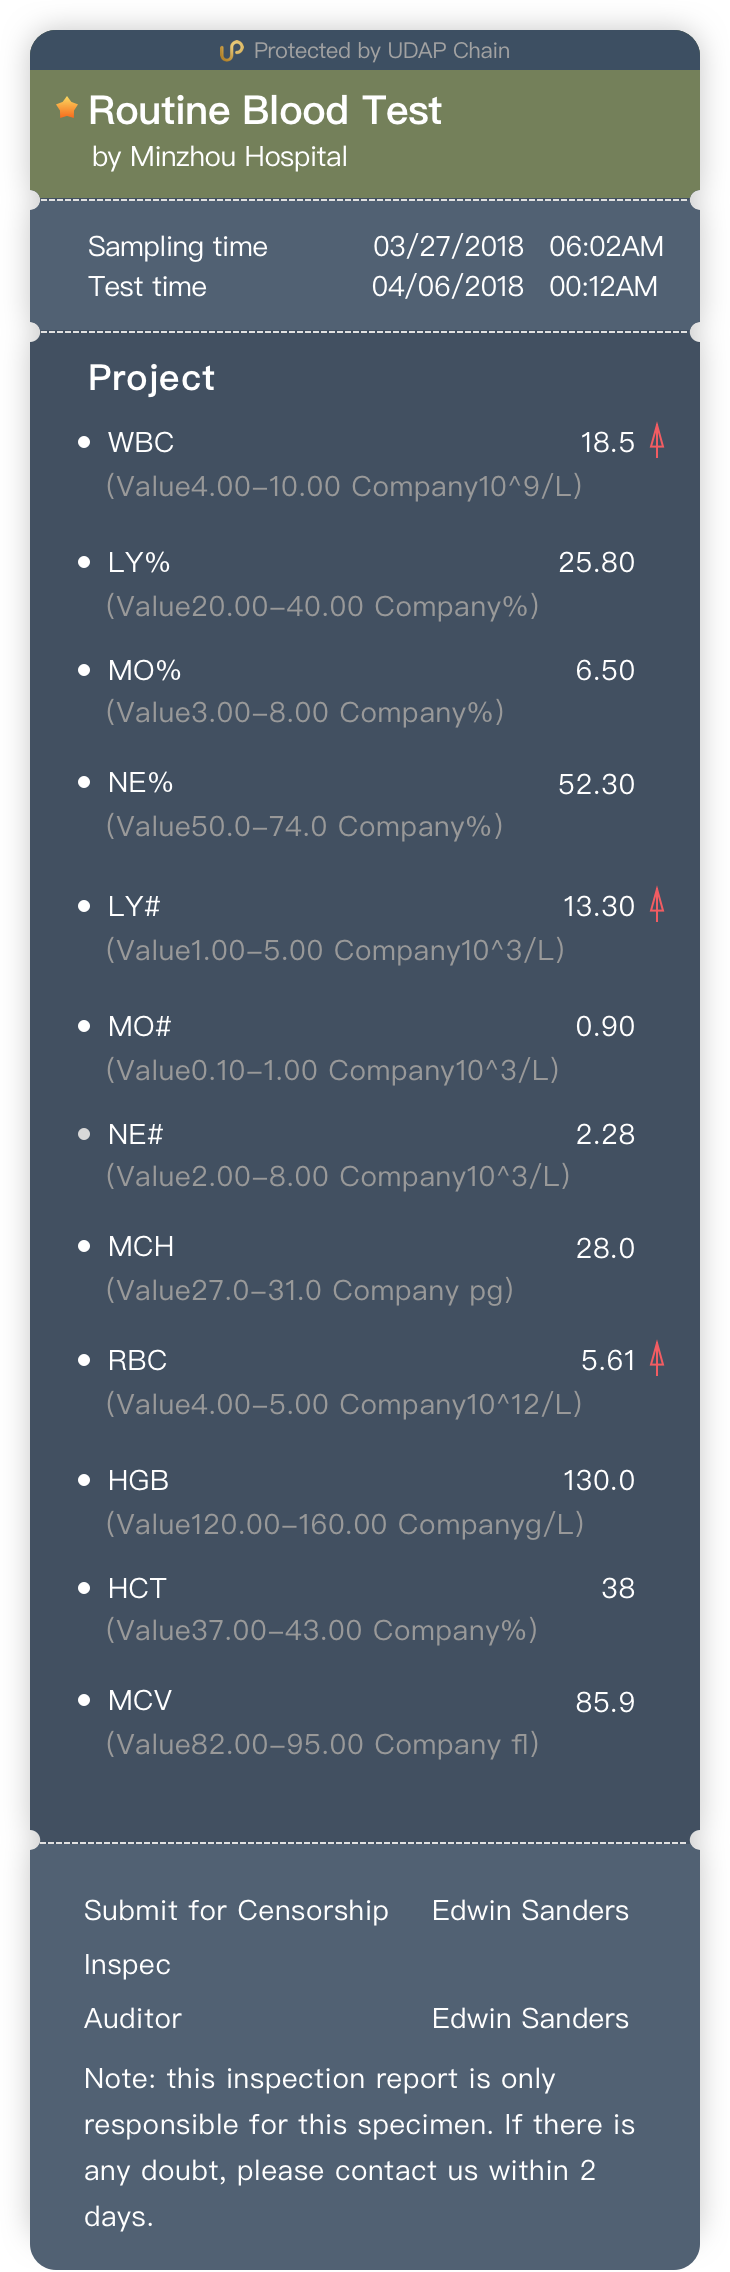 Protected by UDAP Chain
Routine Blood Test
by Minzhou Hospital
Sampling time 03/27/2018 06:02AM
Test time 04/06/2018 00:12AM
Project
WBC 18.5
(Value4.00-10.00 Company10^9/L)
LY% 25.80
(Value20.00-40.00 Company%)
MO% 6.50
(Value3.00-8.00 Company%)
NE% 52.30
(Value50.0-74.0 Company%)
LY# 13.30
(Value1.00-5.00 Company10^3/L)
MO# 0.90
(Value0.10-1.00 Company10^3/L)
NE# 2.28
(Value2.00-8.00 Company10^3/L)
MCH 28.0
(Value27.0-31.0 Company pg)
RBC 5.61
(Value4.00-5.00 Company10^12/L)
HGB 130.0
(Value120.00-160.00 Companyg/L)
HCT 38
(Value37.00-43.00 Company%)
MCV 85.9
(Value82.00-95.00 Company fl)
Submit for Censorship Edwin Sanders
Inspec
Auditor Edwin Sanders
Note: this inspection report is only
responsible for this specimen. If there is
any doubt, please contact us within 2
days.